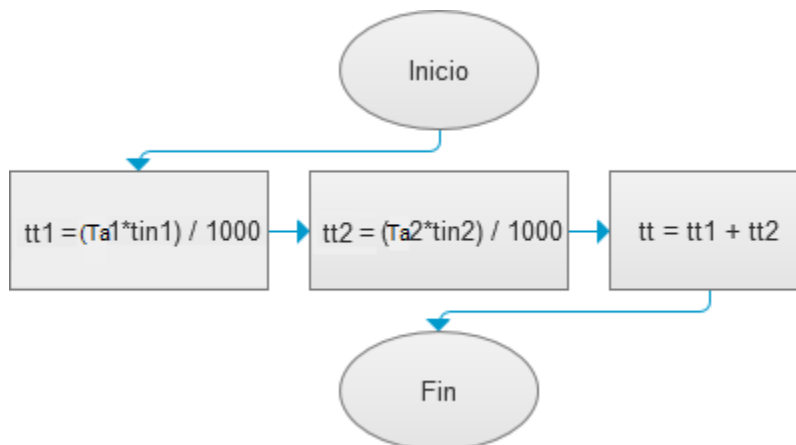 Inicio
tt1 = (Ta1*tin1) / 1000
tt2 = (Ta2*tin2) / 1000
tt = tt1 + tt2
Fin